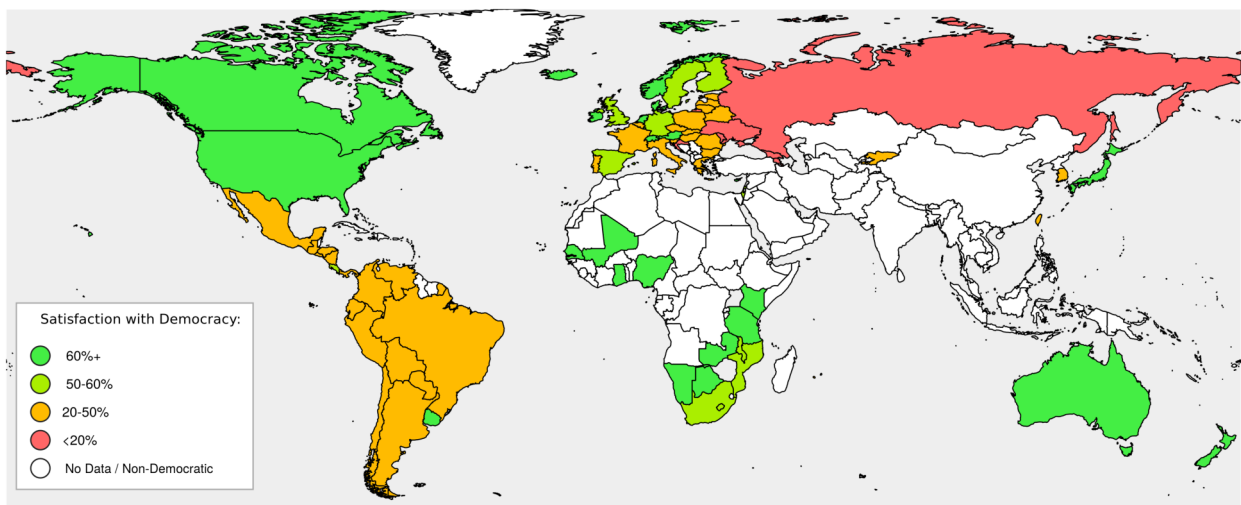 Satisfaction with Democracy:
60%+
50-60%
20-50%
<20%
No Data / Non-Democratic